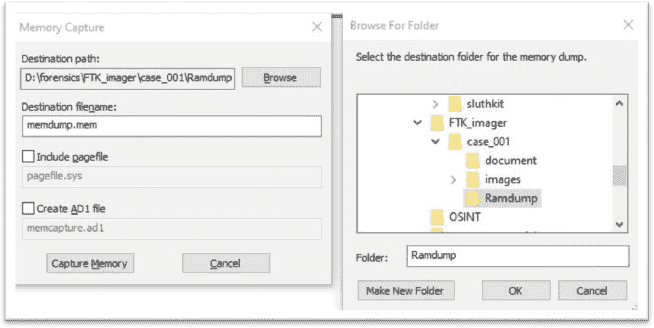 Memory Capture
Destination path:
D:\forensics\FTK_imager\case_001\Ramdump
Browse
Destination filename:
memdump.mem
Include pagefile
pagefile.sys
Create AD1 file
memcapture.ad1
Capture Memory
Cancel
Browse For Folder
Select the destination folder for the memory dump.
sluthkit
FTK_imager
case_001
document
images
Ramdump
OSINT
Folder:
Ramdump
Make New Folder
OK
Cancel